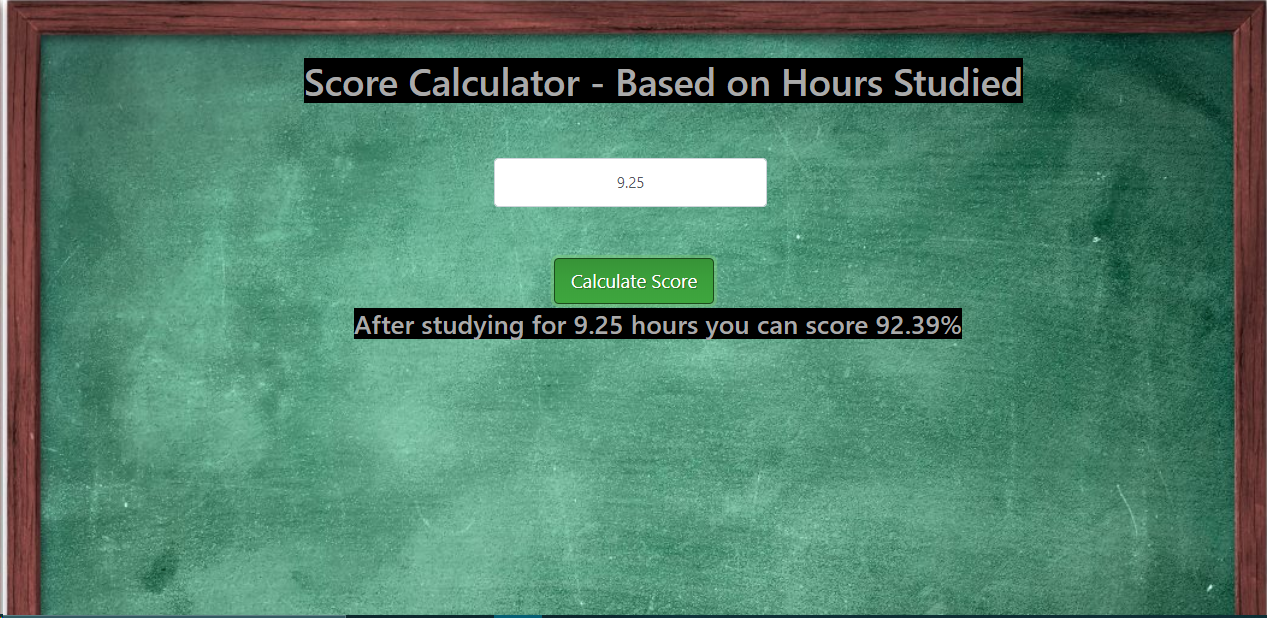 Score Calculator - Based on Hours Studied
9.25
Calculate Score
After studying for 9.25 hours you can score 92.39%